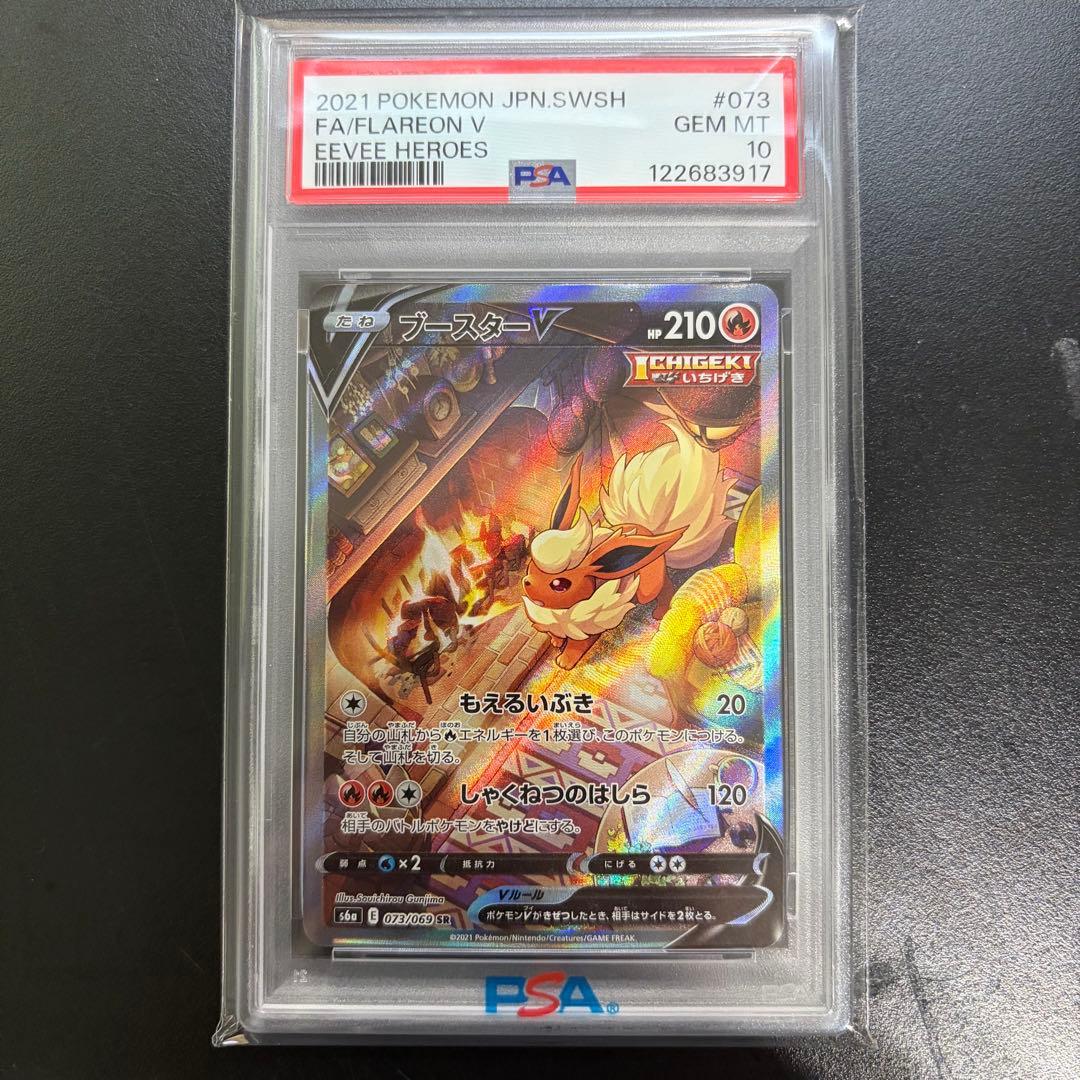 2021 POKEMON JPN.SWSH #073
FA/FLAREON V GEM MT
EEVEE HEROES 10
PSA 122683917
たね ブースターV HP 210
ICHIGEKI
いちげき
もえるいぶき 20
自分の山札からエネルギーを1枚選び、このポケモンにつける。
そして山札を切る。
しゃくねつのはしら 120
相手のバトルポケモンをやけどにする。
弱点 ×2 抵抗力 にげる
Illus.Souichirou Gunjima
Vルール
ポケモンVがきぜつしたとき、相手はサイドを2枚とる。
s6a E 073/069 SR
©2021 Pokémon/Nintendo/Creatures/GAME FREAK
PSA®